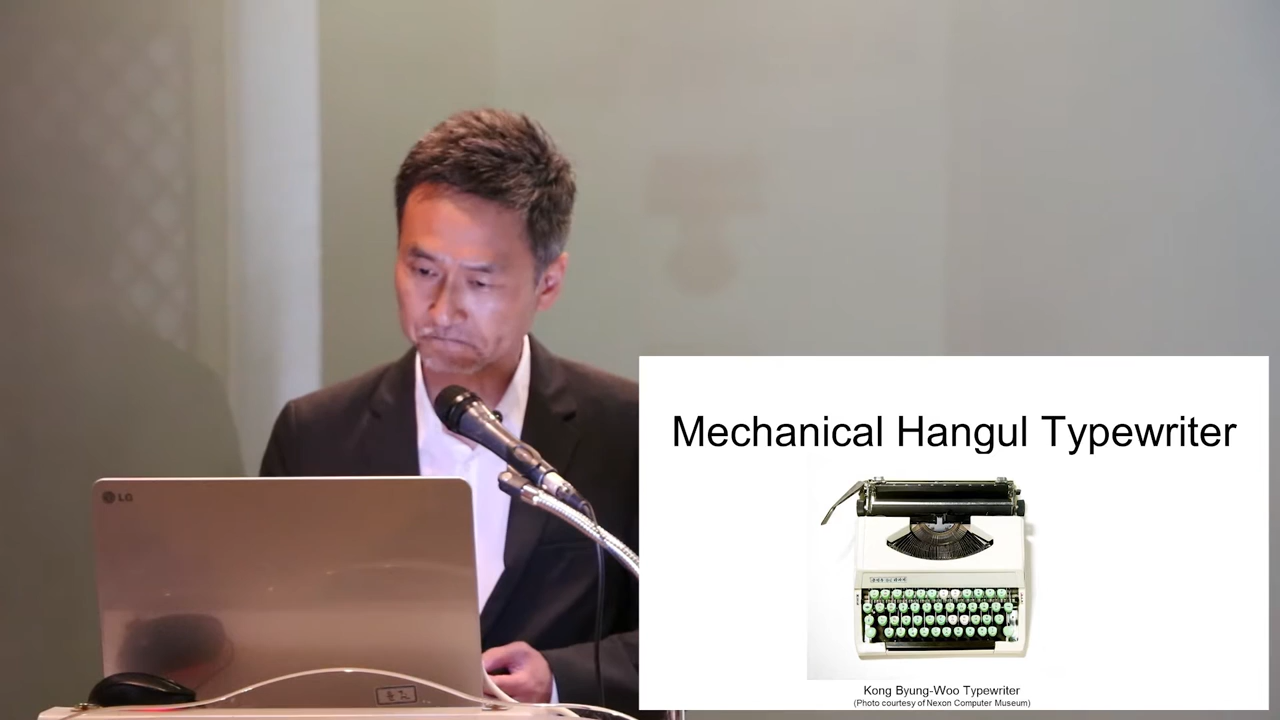 LG
Mechanical Hangul Typewriter
Kong Byung-Woo Typewriter
(Photo courtesy of Nexon Computer Museum)